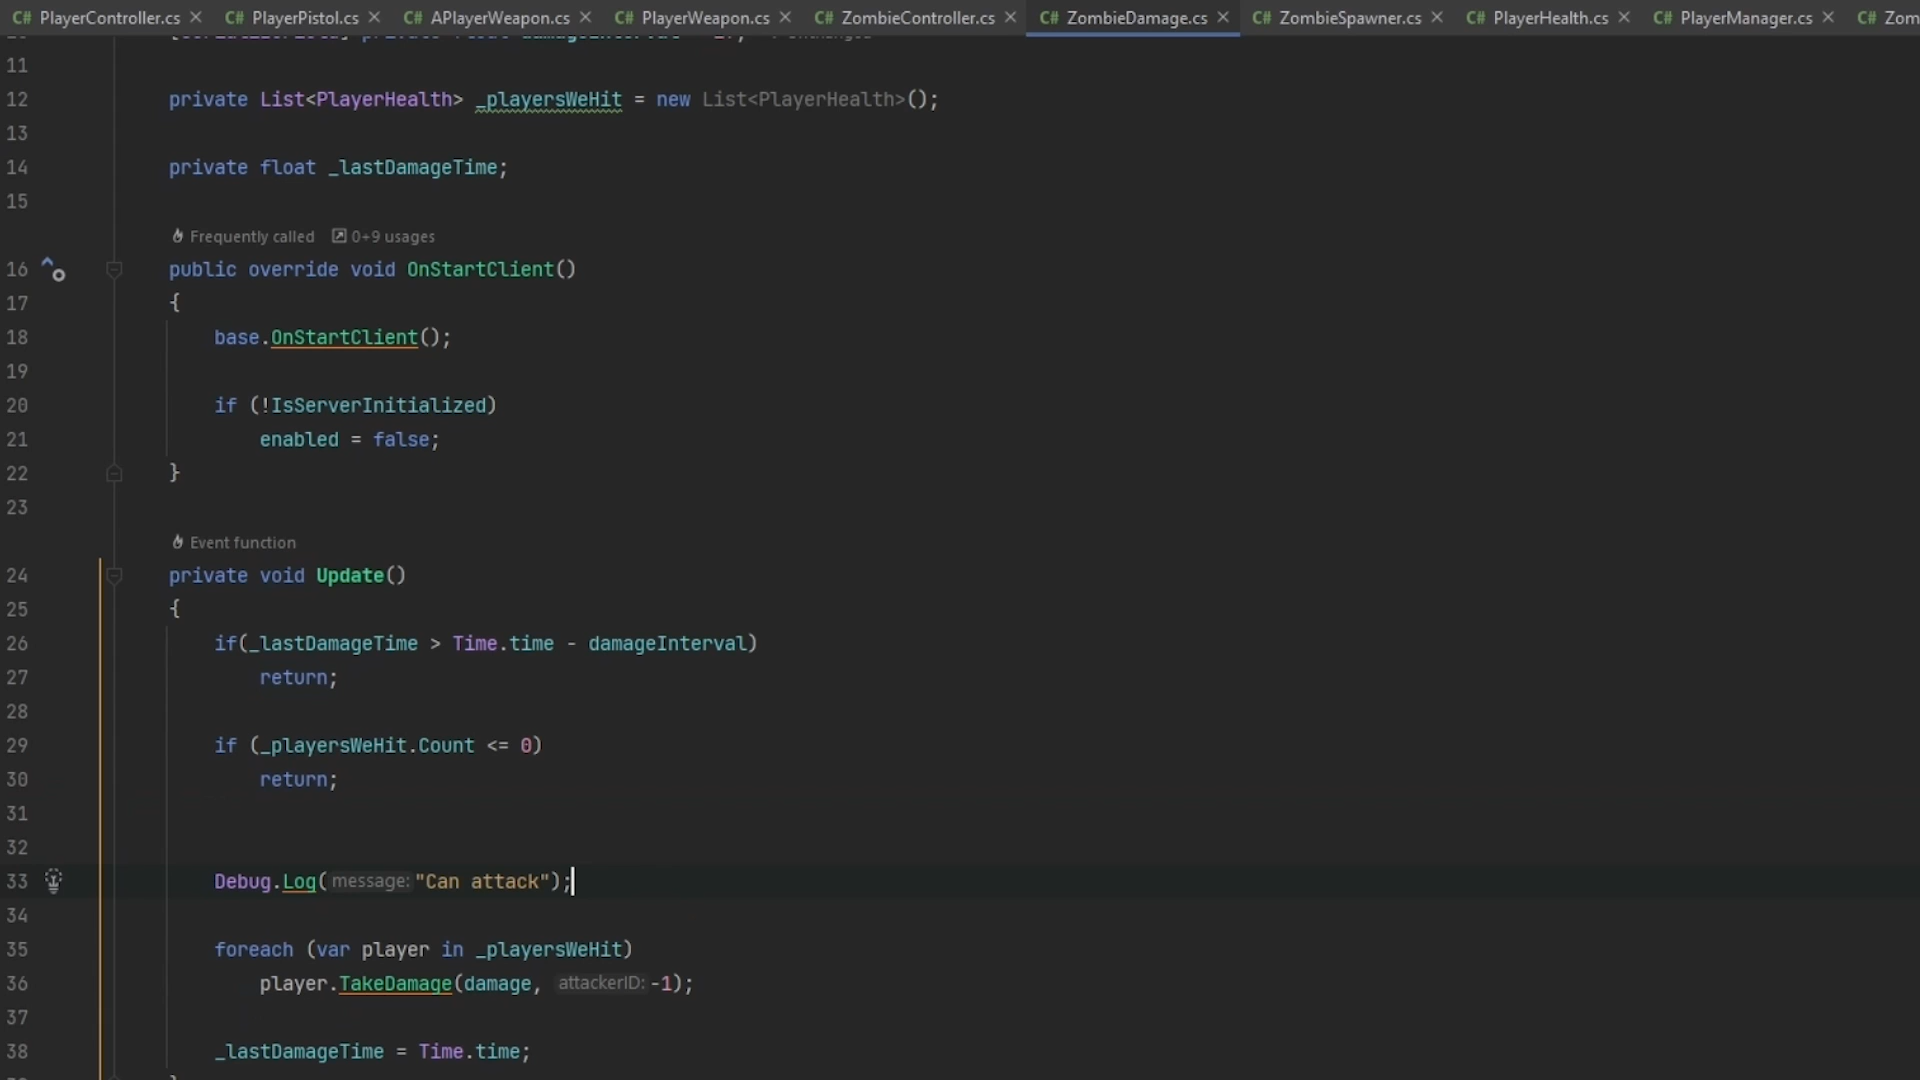 C# PlayerController.cs × C# PlayerPistol.cs × C# APlayerWeapon.cs × C# PlayerWeapon.cs × C# ZombieController.cs × C# ZombieDamage.cs × C# ZombieSpawner.cs × C# PlayerHealth.cs × C# PlayerManager.cs × C# Zom
11
12 private List<PlayerHealth> _playersWeHit = new List<PlayerHealth>();
13
14 private float _lastDamageTime;
15
Frequently called 0+9 usages
16 public override void OnStartClient()
17 {
18 base.OnStartClient();
19
20 if (!IsServerInitialized)
21 enabled = false;
22 }
23
Event function
24 private void Update()
25 {
26 if(_lastDamageTime > Time.time - damageInterval)
27 return;
28
29 if (_playersWeHit.Count <= 0)
30 return;
31
32
33 Debug.Log( message: "Can attack");
34
35 foreach (var player in _playersWeHit)
36 player.TakeDamage(damage, attackerID: -1);
37
38 _lastDamageTime = Time.time;